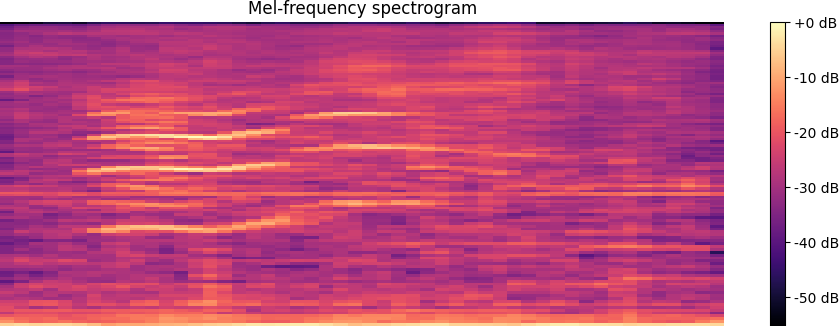 Mel-frequency spectrogram
+0 dB
-10 dB
-20 dB
-30 dB
-40 dB
-50 dB